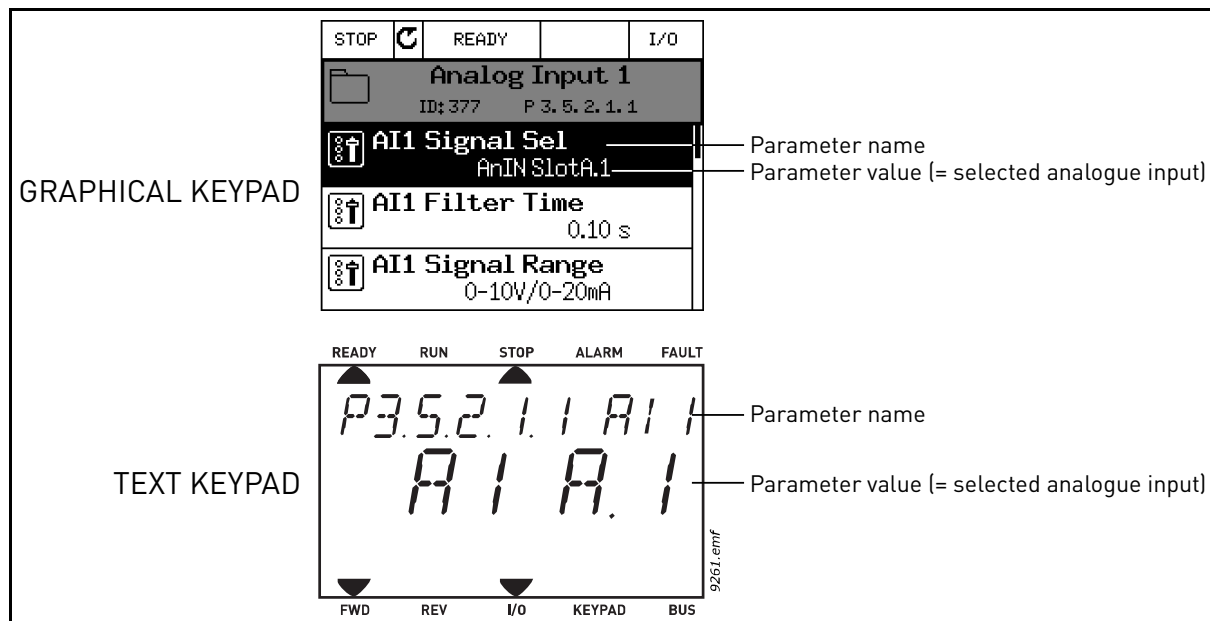 GRAPHICAL KEYPAD
STOP READY I/O
Analog Input 1
ID:377 P 3.5.2.1.1
AI1 Signal Sel
AnIN SlotA.1
AI1 Filter Time
0.10 s
AI1 Signal Range
0-10V/0-20mA
Parameter name
Parameter value (= selected analogue input)
TEXT KEYPAD
READY RUN STOP ALARM FAULT
P3.5.2.1.1 AI1
AI A.1
FWD REV I/O KEYPAD BUS
Parameter name
Parameter value (= selected analogue input)
9261.emf